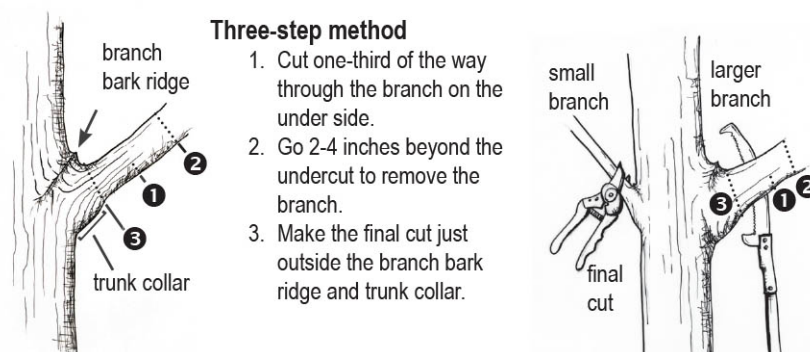 branch
bark ridge
2
1
3
trunk collar
Three-step method
1. Cut one-third of the way
through the branch on the
under side.
2. Go 2-4 inches beyond the
undercut to remove the
branch.
3. Make the final cut just
outside the branch bark
ridge and trunk collar.
small
branch
larger
branch
3
1
2
final
cut